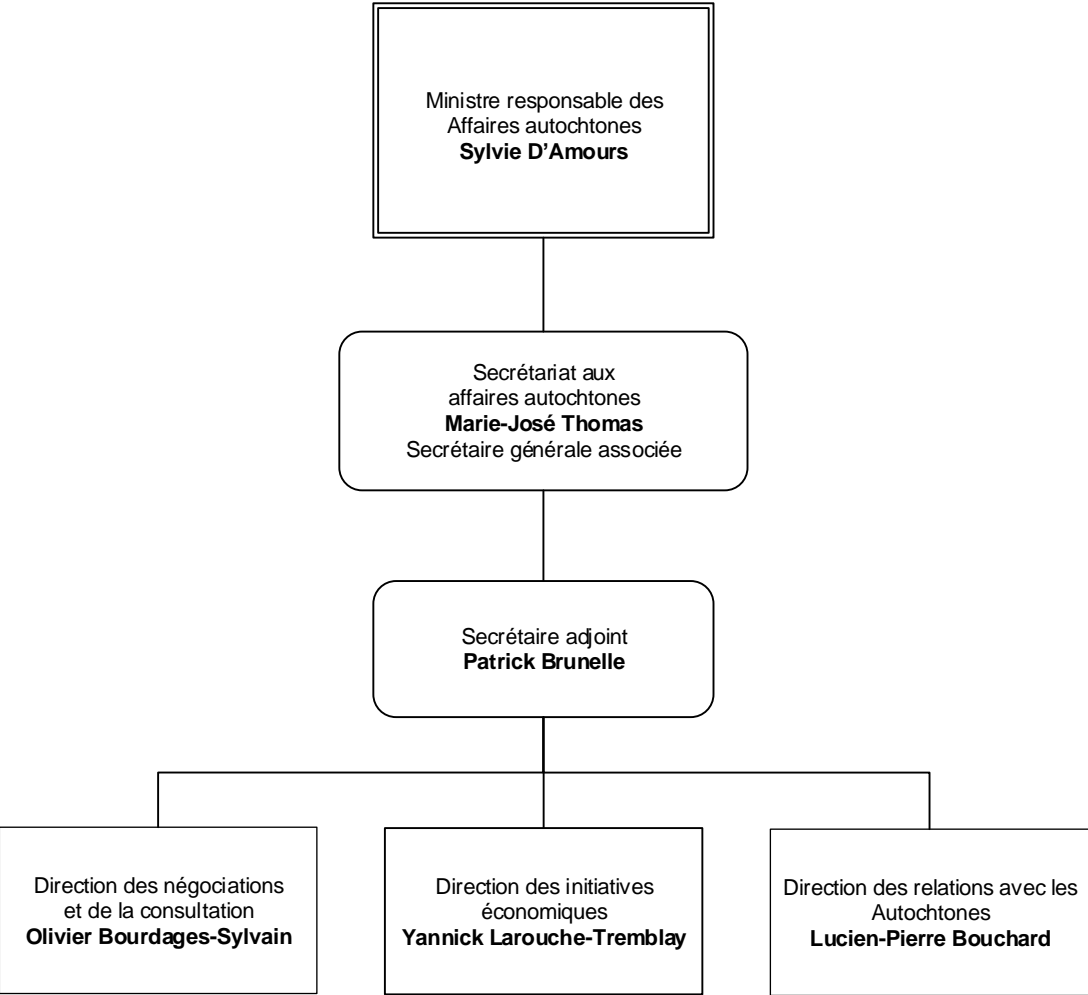 Ministre responsable des
Affaires autochtones
Sylvie D’Amours
Secrétariat aux
affaires autochtones
Marie-José Thomas
Secrétaire générale associée
Secrétaire adjoint
Patrick Brunelle
Direction des négociations
et de la consultation
Olivier Bourdages-Sylvain
Direction des initiatives
économiques
Yannick Larouche-Tremblay
Direction des relations avec les
Autochtones
Lucien-Pierre Bouchard